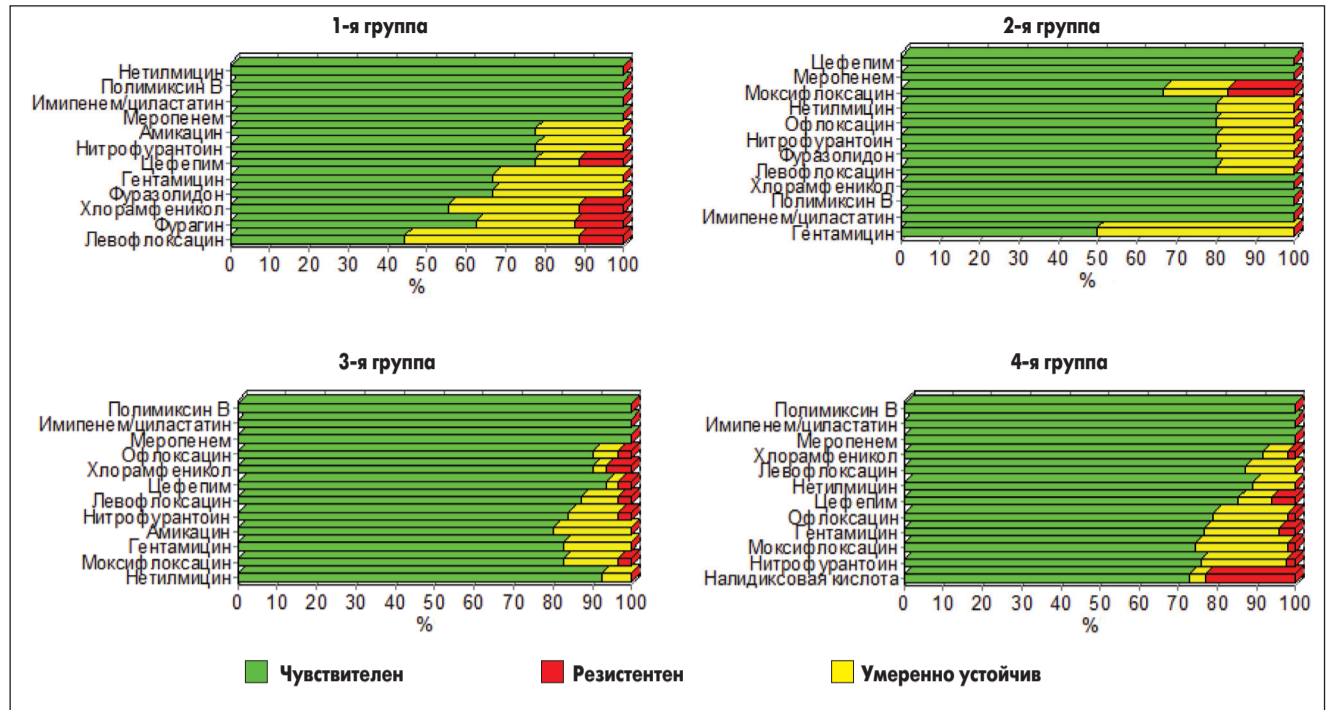 1-я группа
Нетилмицин
Полимиксин В
Имипенем/циластатин
Меропенем
Амикацин
Нитрофурантоин
Цефепим
Гентамицин
Фуразолидон
Хлорамфеникол
Фурагин
Левофлоксацин
0 10 20 30 40 50 60 70 80 90 100
%
2-я группа
Цефепим
Меропенем
Моксифлоксацин
Нетилмицин
Офлоксацин
Нитрофурантоин
Фуразолидон
Левофлоксацин
Хлорамфеникол
Полимиксин В
Имипенем/циластатин
Гентамицин
0 10 20 30 40 50 60 70 80 90 100
%
3-я группа
Полимиксин В
Имипенем/циластатин
Меропенем
Офлоксацин
Хлорамфеникол
Цефепим
Левофлоксацин
Нитрофурантоин
Амикацин
Гентамицин
Моксифлоксацин
Нетилмицин
0 10 20 30 40 50 60 70 80 90 100
%
4-я группа
Полимиксин В
Имипенем/циластатин
Меропенем
Хлорамфеникол
Левофлоксацин
Нетилмицин
Цефепим
Офлоксацин
Гентамицин
Моксифлоксацин
Нитрофурантоин
Налидиксовая кислота
0 10 20 30 40 50 60 70 80 90 100
%
Чувствителен Резистентен Умеренно устойчив